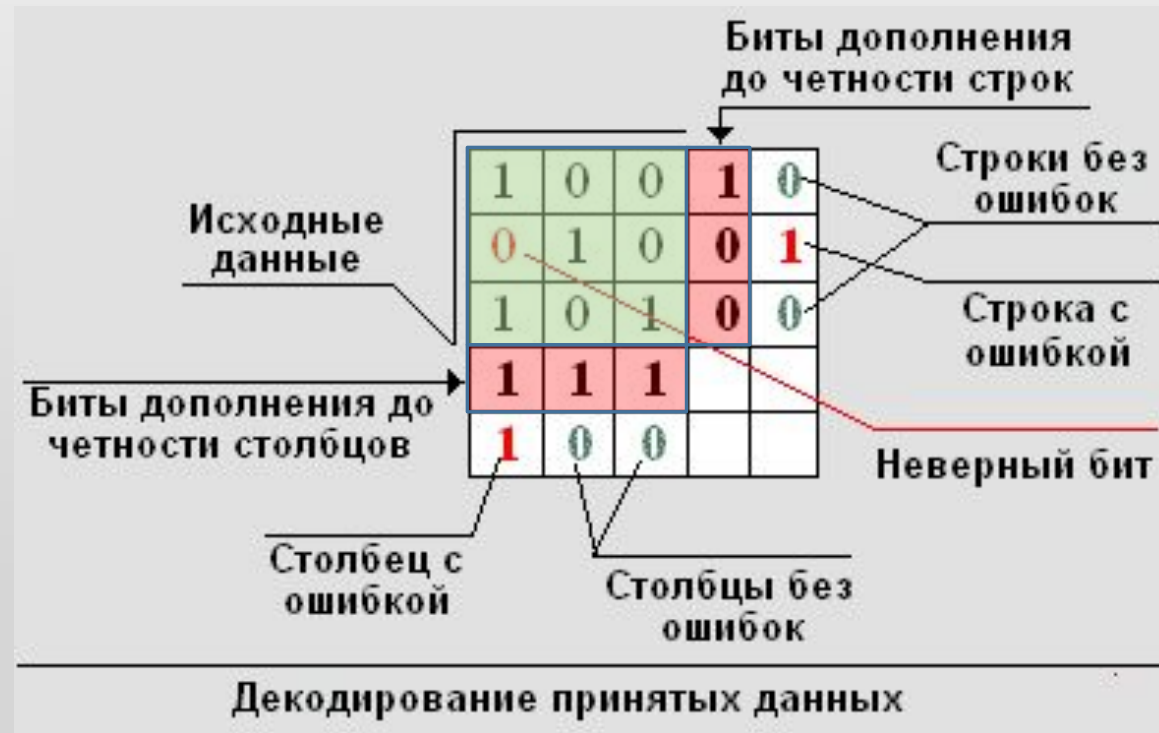 Биты дополнения
до четности строк
Исходные
данные
1 0 0 1 0
0 1 0 0 1
1 0 1 0 0
1 1 1
1 0 0
Строки без
ошибок
Строка с
ошибкой
Неверный бит
Биты дополнения до
четности столбцов
Столбец с
ошибкой
Столбцы без
ошибок
Декодирование принятых данных